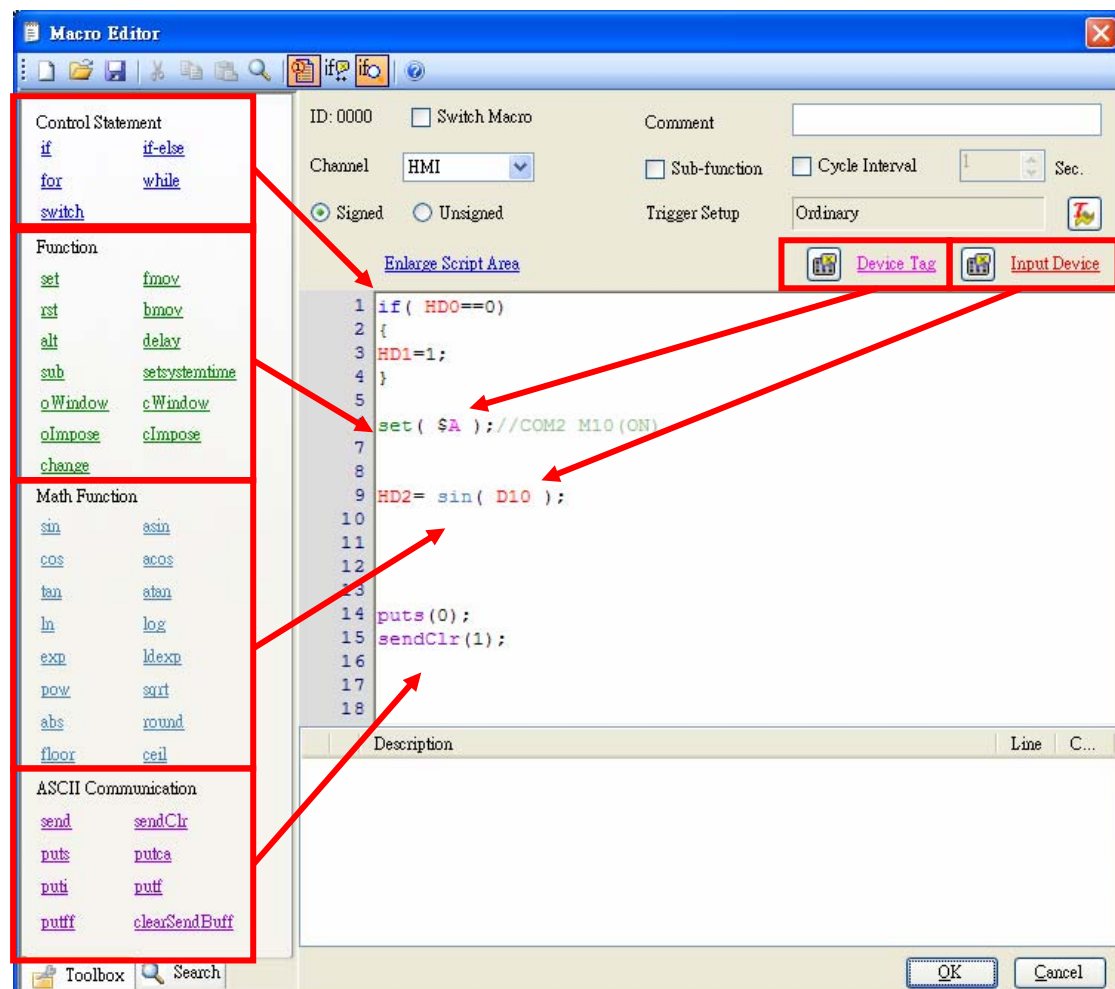 Macro Editor
if if
Control Statement
if if-else
for while
switch
Function
set fmov
rst bmov
alt delay
sub setsystemtime
oWindow cWindow
oImpose cImpose
change
Math Function
sin asin
cos acos
tan atan
ln log
exp ldexp
pow sqrt
abs round
floor ceil
ASCII Communication
send sendClr
puts putca
puti putf
putff clearSendBuff
Toolbox Search
ID: 0000 Switch Macro Comment
Channel HMI Sub-function Cycle Interval 1 Sec.
Signed Unsigned Trigger Setup Ordinary
Enlarge Script Area Device Tag Input Device
1 if( HD0==0)
2 {
3 HD1=1;
4 }
5
set( $A );//COM2 M10(ON)
7
8
9 HD2= sin( D10 );
10
11
12
13
14 puts(0);
15 sendClr(1);
16
17
18
Description Line C...
OK Cancel